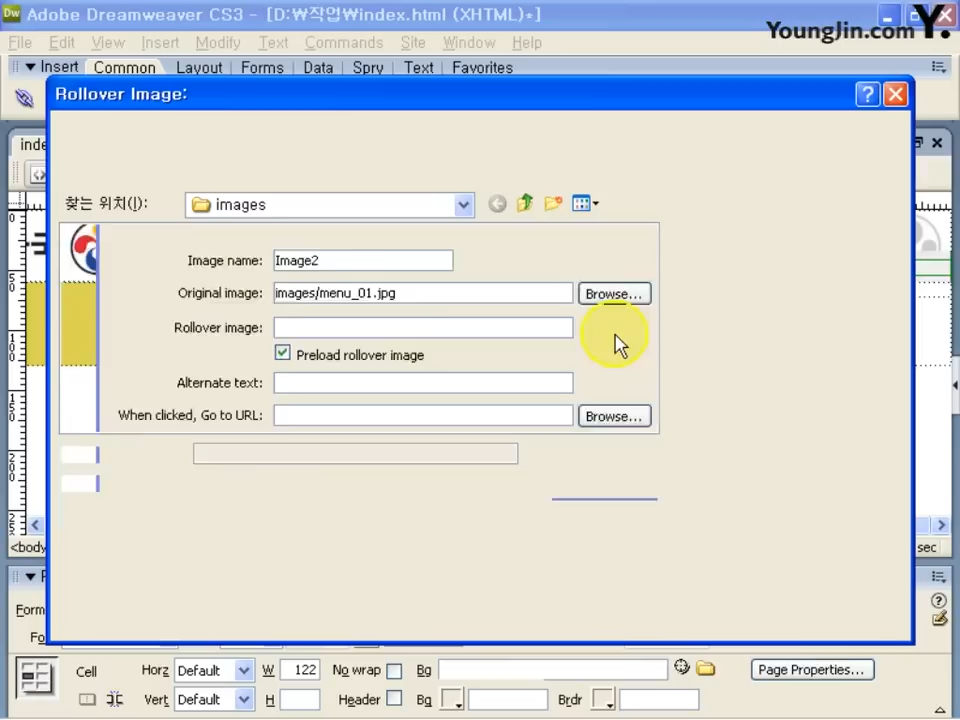 Adobe Dreamweaver CS3 - [D:₩작업₩index.html (XHTML)*]
File Edit View Insert Modify Text Commands Site Window Help
YoungJin.com Y.
Insert Common Layout Forms Data Spry Text Favorites
Rollover Image:
찾는 위치(I): images
Image name: Image2
Original image: images/menu_01.jpg Browse...
Rollover image:
Preload rollover image
Alternate text:
When clicked, Go to URL: Browse...
<body sec
Cell Horz Default W 122 No wrap Bg Page Properties...
Vert Default H Header Bg Brdr